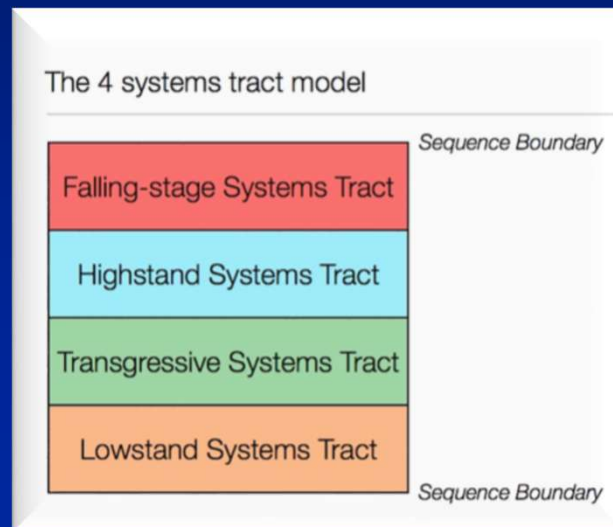 The 4 systems tract model
Sequence Boundary
Falling-stage Systems Tract
Highstand Systems Tract
Transgressive Systems Tract
Lowstand Systems Tract
Sequence Boundary